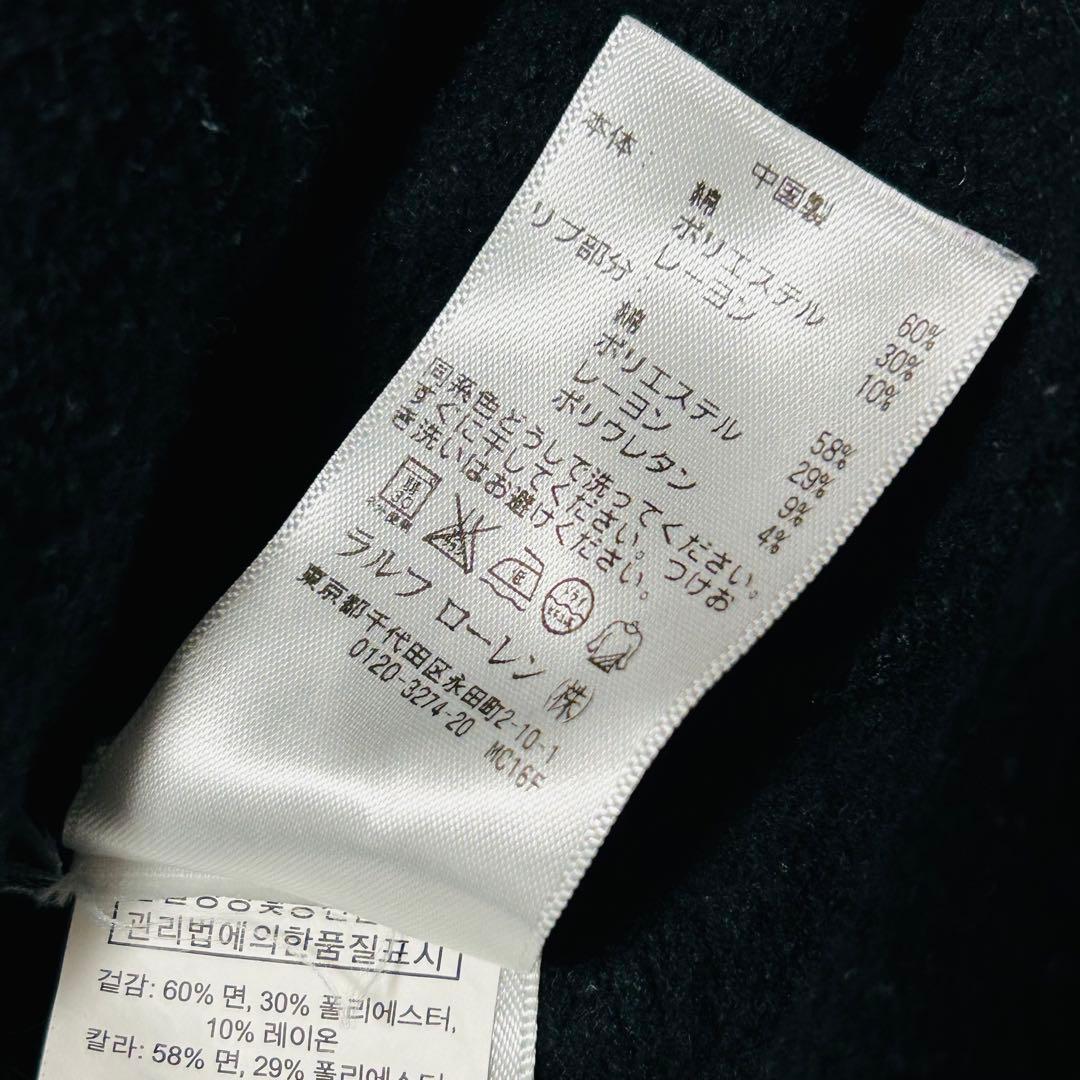 中国製
本体:
綿 60%
ポリエステル 30%
レーヨン 10%
リブ部分:
綿 58%
ポリエステル 29%
レーヨン 9%
ポリウレタン 4%
同系色どうしで洗ってください。
すぐに干してください。つけお
き洗いはお避けください。
ラルフ ローレン(株)
東京都千代田区永田町2-10-1
0120-3274-20 MC16F
관리법에의한품질표시
겉감: 60% 면, 30% 폴리에스터,
10% 레이온
칼라: 58% 면, 29% 폴리에스터